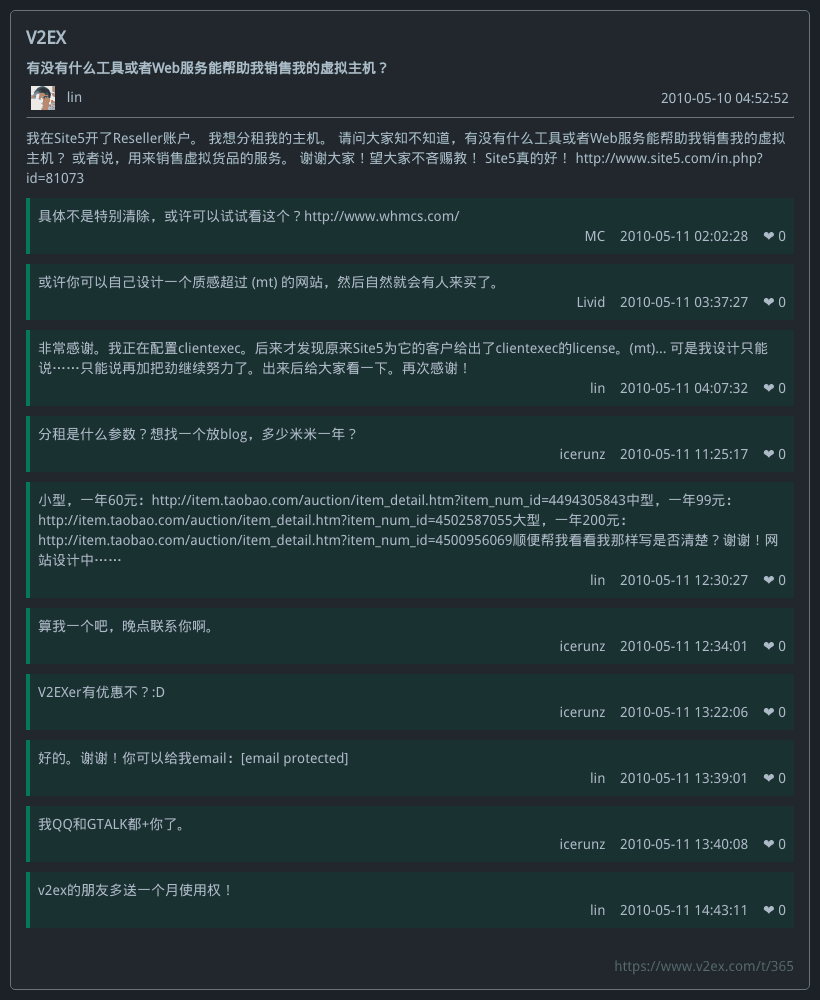 V2EX
有没有什么工具或者Web服务能帮助我销售我的虚拟主机？
lin
2010-05-10 04:52:52
我在Site5开了Reseller账户。 我想分租我的主机。 请问大家知不知道，有没有什么工具或者Web服务能帮助我销售我的虚拟
主机？ 或者说，用来销售虚拟货品的服务。 谢谢大家！望大家不吝赐教！ Site5真的好！ http://www.site5.com/in.php?
id=81073
具体不是特别清除，或许可以试试看这个？http://www.whmcs.com/
MC 2010-05-11 02:02:28 ❤ 0
或许你可以自己设计一个质感超过 (mt) 的网站，然后自然就会有人来买了。
Livid 2010-05-11 03:37:27 ❤ 0
非常感谢。我正在配置clientexec。后来才发现原来Site5为它的客户给出了clientexec的license。(mt)... 可是我设计只能
说……只能说再加把劲继续努力了。出来后给大家看一下。再次感谢！
lin 2010-05-11 04:07:32 ❤ 0
分租是什么参数？想找一个放blog，多少米米一年？
icerunz 2010-05-11 11:25:17 ❤ 0
小型，一年60元：http://item.taobao.com/auction/item_detail.htm?item_num_id=4494305843中型，一年99元：
http://item.taobao.com/auction/item_detail.htm?item_num_id=4502587055大型，一年200元：
http://item.taobao.com/auction/item_detail.htm?item_num_id=4500956069顺便帮我看看我那样写是否清楚？谢谢！网
站设计中……
lin 2010-05-11 12:30:27 ❤ 0
算我一个吧，晚点联系你啊。
icerunz 2010-05-11 12:34:01 ❤ 0
V2EXer有优惠不？:D
icerunz 2010-05-11 13:22:06 ❤ 0
好的。谢谢！你可以给我email：[email protected]
lin 2010-05-11 13:39:01 ❤ 0
我QQ和GTALK都+你了。
icerunz 2010-05-11 13:40:08 ❤ 0
v2ex的朋友多送一个月使用权！
lin 2010-05-11 14:43:11 ❤ 0
https://www.v2ex.com/t/365